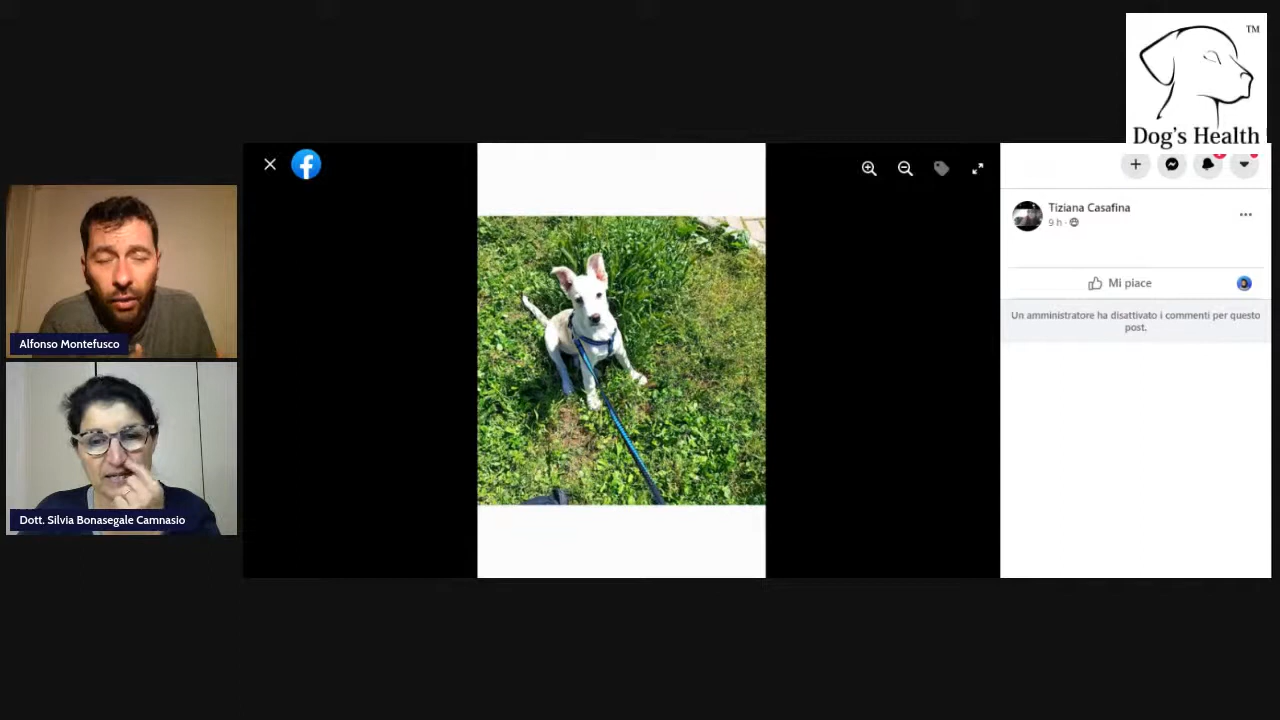 TM
Dog's Health
Tiziana Casafina
9 h
Mi piace
Un amministratore ha disattivato i commenti per questo
post.
Alfonso Montefusco
Dott. Silvia Bonasegale Camnasio